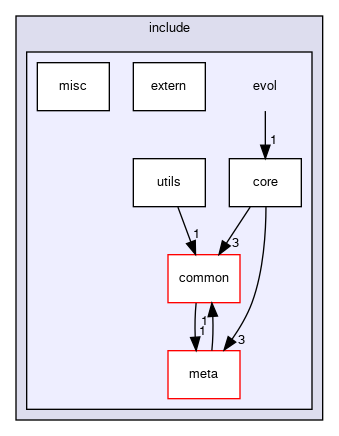 include
misc
extern
evol
1
utils
core
1
3
common
1
1
3
meta